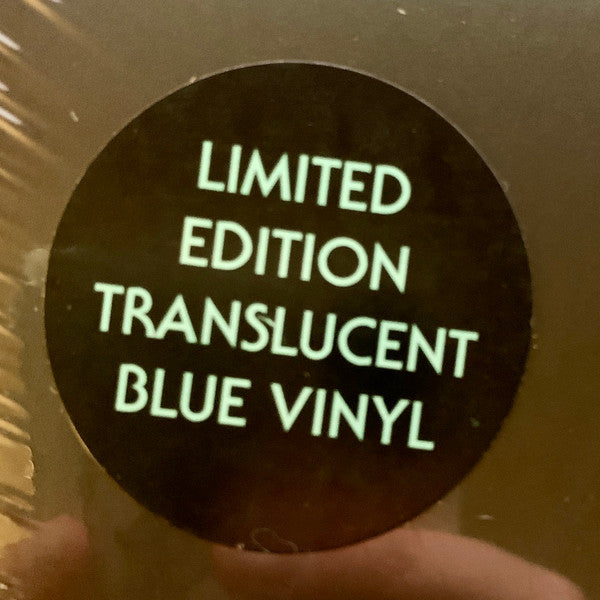 LIMITED
EDITION
TRANSLUCENT
BLUE VINYL